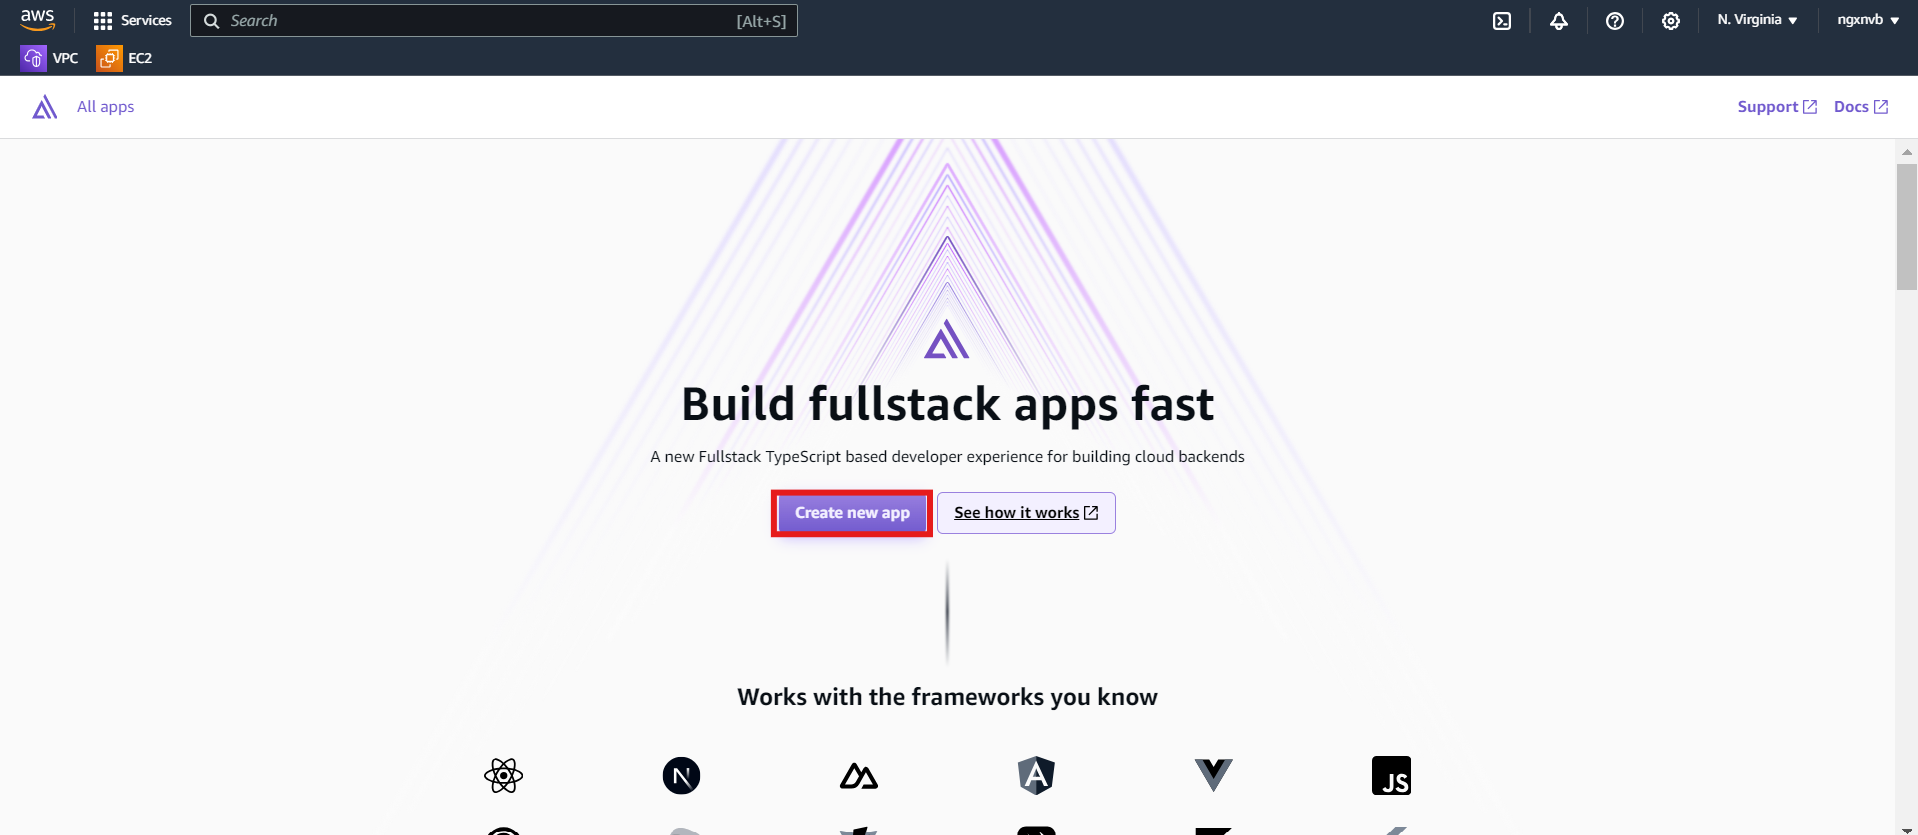 aws
Services
Search
[Alt+S]
N. Virginia
ngxnvb
VPC
EC2
All apps
Support
Docs
Build fullstack apps fast
A new Fullstack TypeScript based developer experience for building cloud backends
Create new app
See how it works
Works with the frameworks you know
N
A
JS